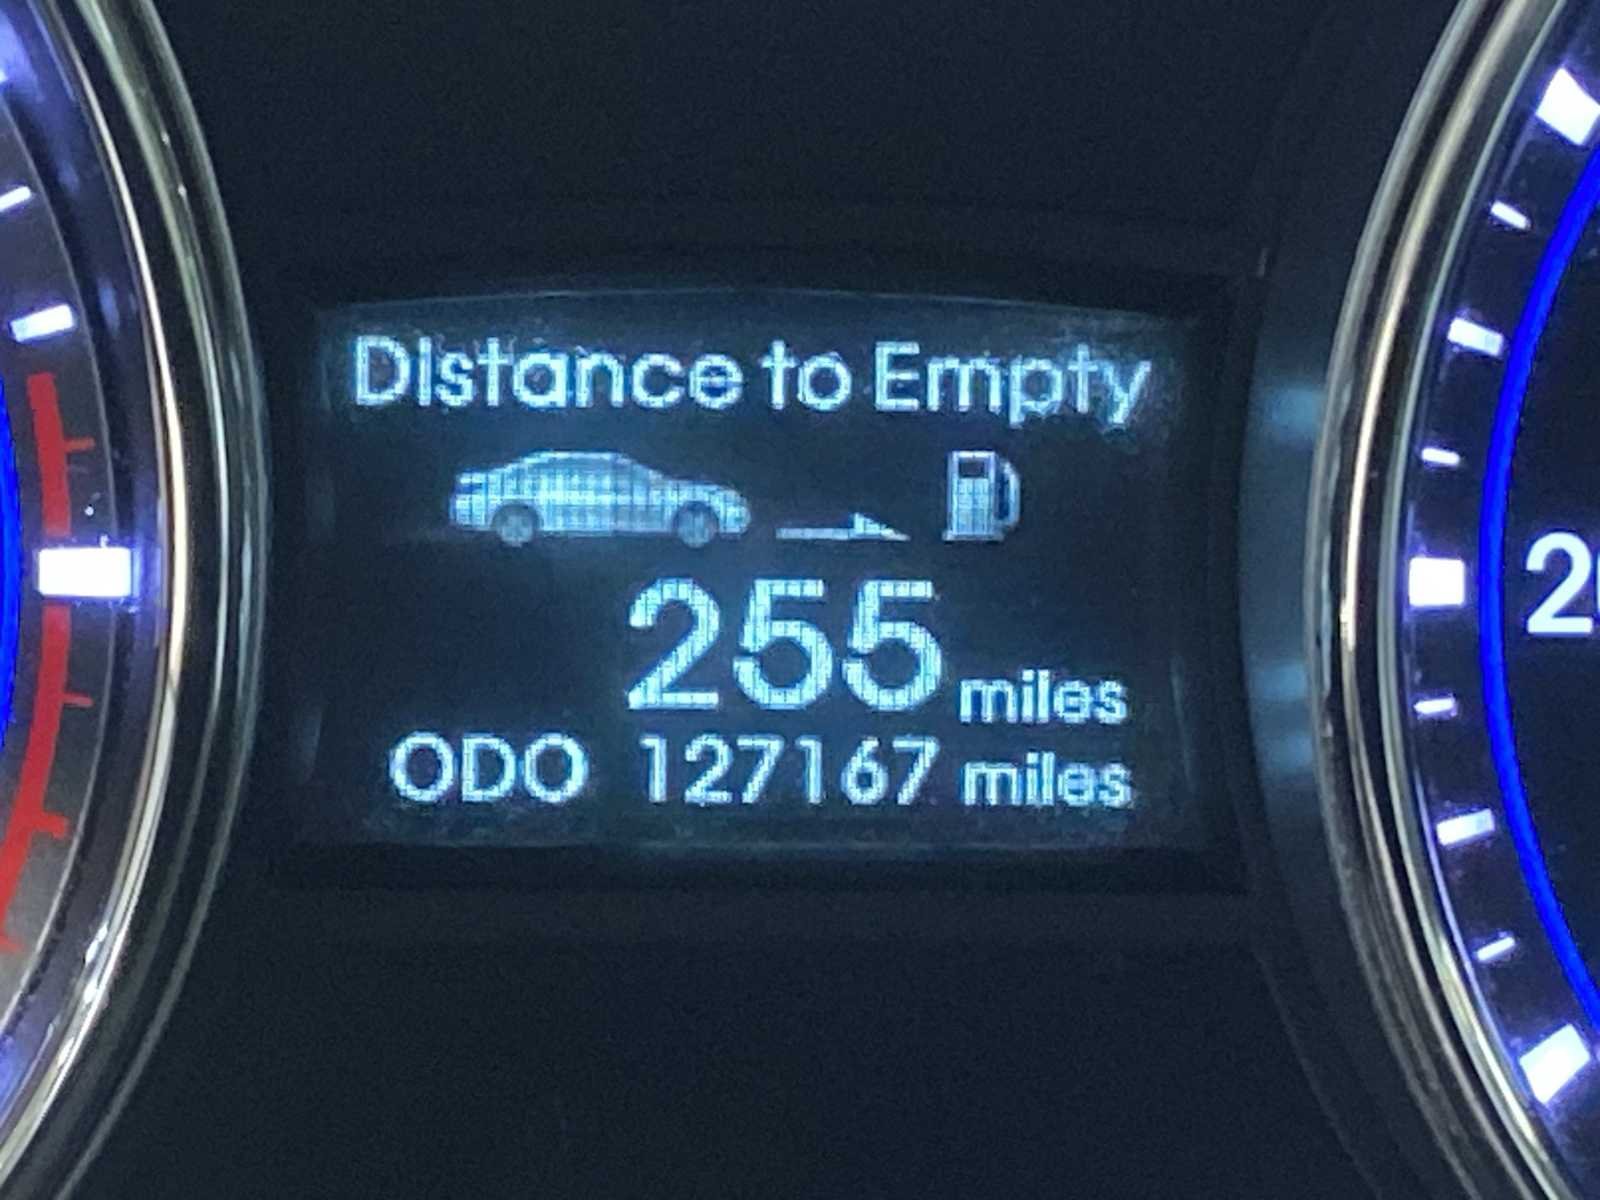 Distance to Empty
255 miles
ODO 127167 miles